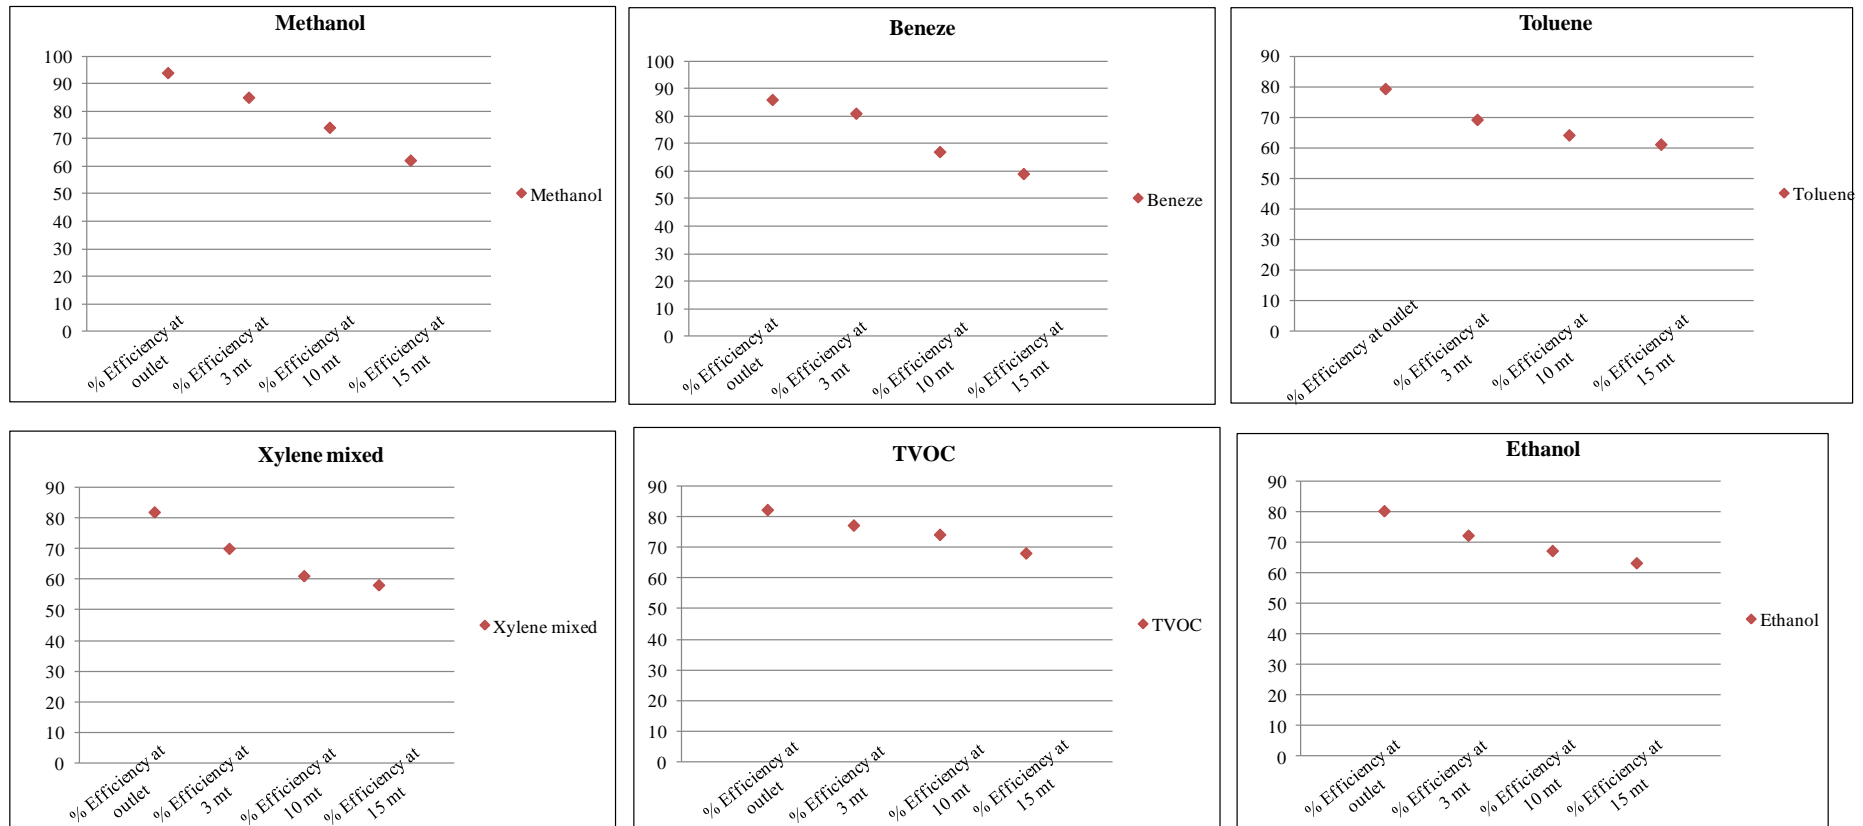 Methanol
100
90
80
70
60
50
40
30
20
10
0
% Efficiency at
outlet
% Efficiency at
3 mt
% Efficiency at
10 mt
% Efficiency at
15 mt
Methanol
Beneze
100
90
80
70
60
50
40
30
20
10
0
% Efficiency at
outlet
% Efficiency at
3 mt
% Efficiency at
10 mt
% Efficiency at
15 mt
Beneze
Toluene
90
80
70
60
50
40
30
20
10
0
% Efficiency at outlet
% Efficiency at
3 mt
% Efficiency at
10 mt
% Efficiency at
15 mt
Toluene
Xylene mixed
90
80
70
60
50
40
30
20
10
0
% Efficiency at
outlet
% Efficiency at
3 mt
% Efficiency at
10 mt
% Efficiency at
15 mt
Xylene mixed
TVOC
90
80
70
60
50
40
30
20
10
0
% Efficiency at
outlet
% Efficiency at
3 mt
% Efficiency at
10 mt
% Efficiency at
15 mt
TVOC
Ethanol
90
80
70
60
50
40
30
20
10
0
% Efficiency at
outlet
% Efficiency at
3 mt
% Efficiency at
10 mt
% Efficiency at
15 mt
Ethanol